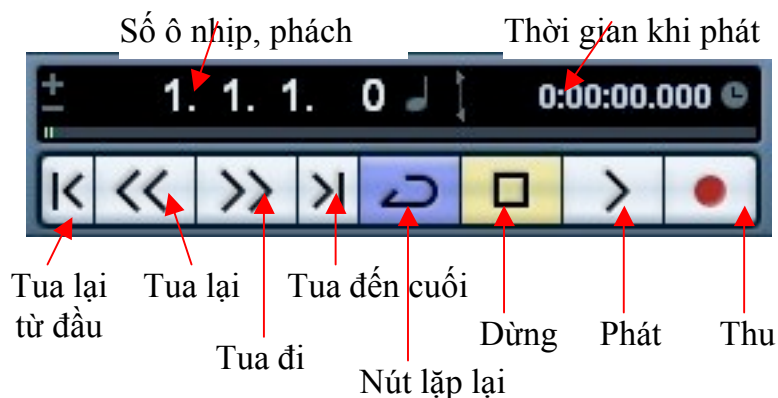 Số ô nhịp, phách
Thời gian khi phát
1. 1. 1. 0
0:00:00.000
Tua lại
từ đầu
Tua lại
Tua đến cuối
Tua đi
Nút lặp lại
Dừng
Phát
Thu